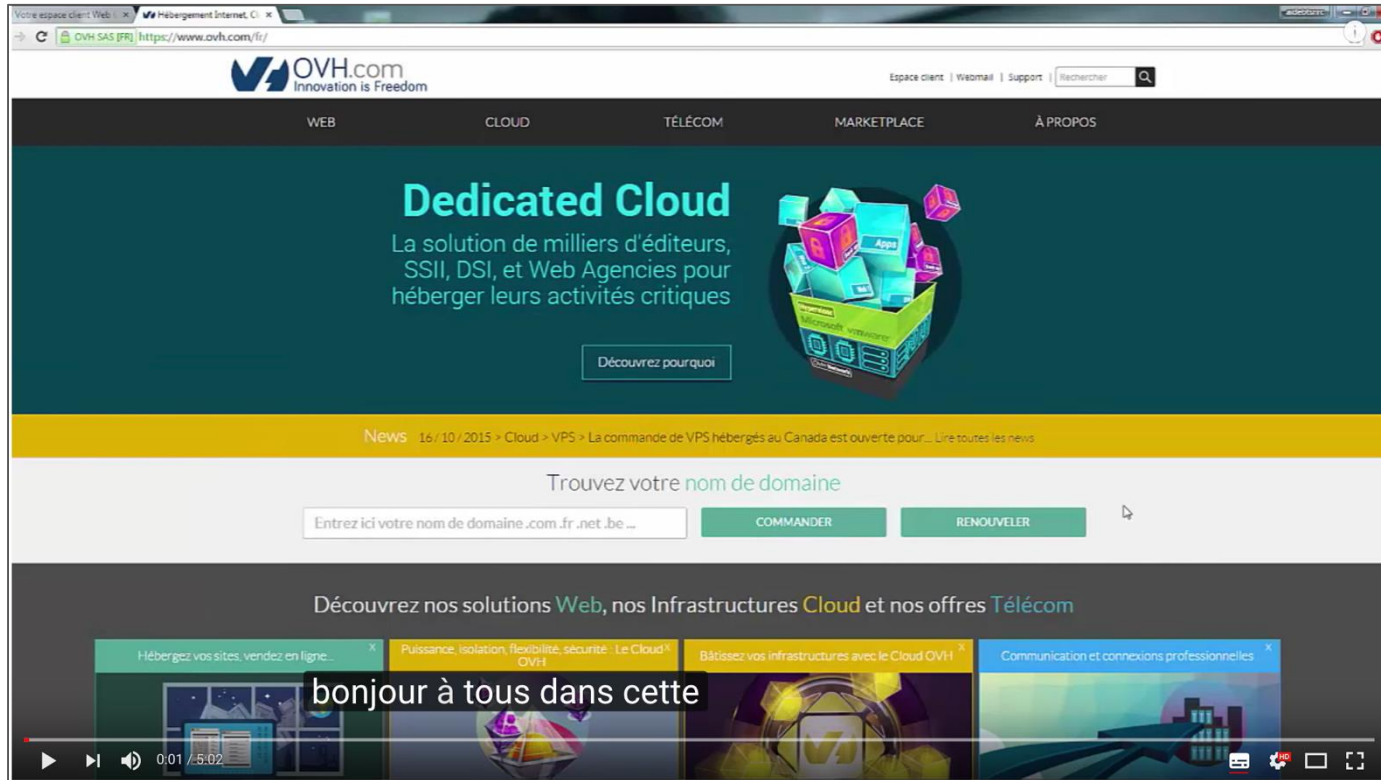 Votre espace client Web
Hébergement Internet, Cl
OVH SAS [FR] https://www.ovh.com/fr/
OVH.com
Innovation is Freedom
Espace client | Webmail | Support | Rechercher
WEB CLOUD TÉLÉCOM MARKETPLACE À PROPOS
Dedicated Cloud
La solution de milliers d'éditeurs,
SSII, DSI, et Web Agencies pour
héberger leurs activités critiques
Apps
Microsoft vmware
Découvrez pourquoi
News 16/10/2015 > Cloud > VPS > La commande de VPS hébergés au Canada est ouverte pour... Lire toutes les news
Trouvez votre nom de domaine
Entrez ici votre nom de domaine .com .fr .net .be ... COMMANDER RENOUVELER
Découvrez nos solutions Web, nos Infrastructures Cloud et nos offres Télécom
Hébergez vos sites, vendez en ligne... x
Puissance, isolation, flexibilité, sécurité : Le Cloud x
OVH
Bâtissez vos infrastructures avec le Cloud OVH x
Communication et connexions professionnelles x
bonjour à tous dans cette
0:01 / 5:02
HD